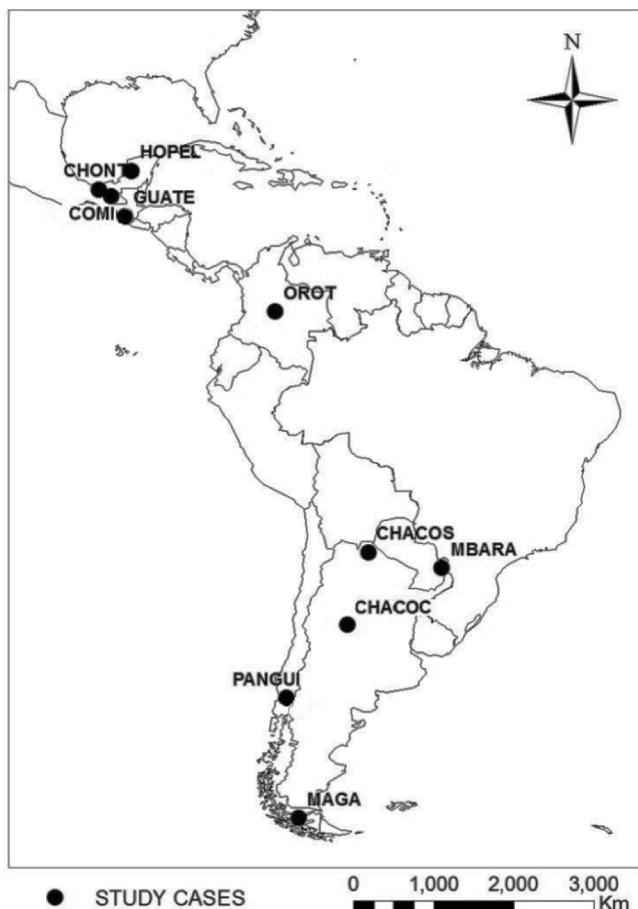 N
HOPEL
CHONT
GUATE
COMI
OROT
CHACOS
MBARA
CHACOC
PANGUI
MAGA
STUDY CASES
0 1,000 2,000 3,000
Km